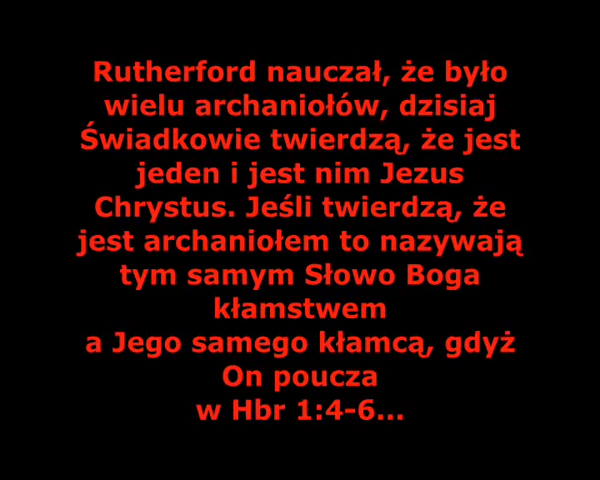 Rutherford nauczał, że było
wielu archaniołów, dzisiaj
Świadkowie twierdzą, że jest
jeden i jest nim Jezus
Chrystus. Jeśli twierdzą, że
jest archaniołem to nazywają
tym samym Słowo Boga
kłamstwem
a Jego samego kłamcą, gdyż
On poucza
w Hbr 1:4-6...